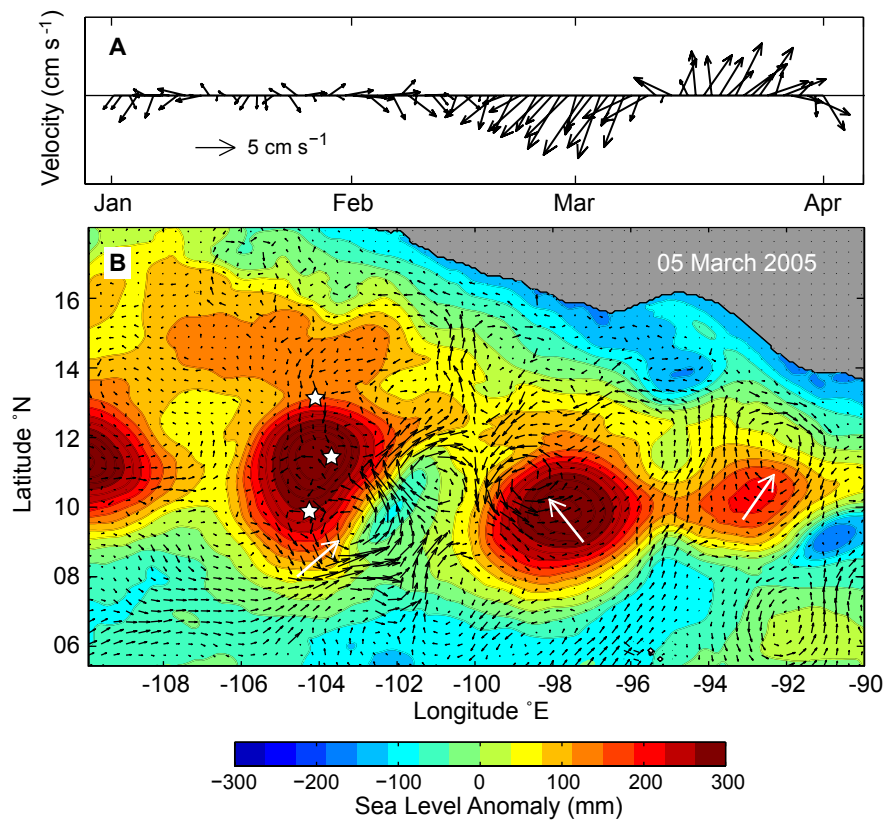 A
Velocity (cm s⁻¹)
5 cm s⁻¹
Jan Feb Mar Apr
B
05 March 2005
Latitude ˚N
16
14
12
10
08
06
-108 -106 -104 -102 -100 -98 -96 -94 -92 -90
Longitude ˚E
−300 −200 −100 0 100 200 300
Sea Level Anomaly (mm)